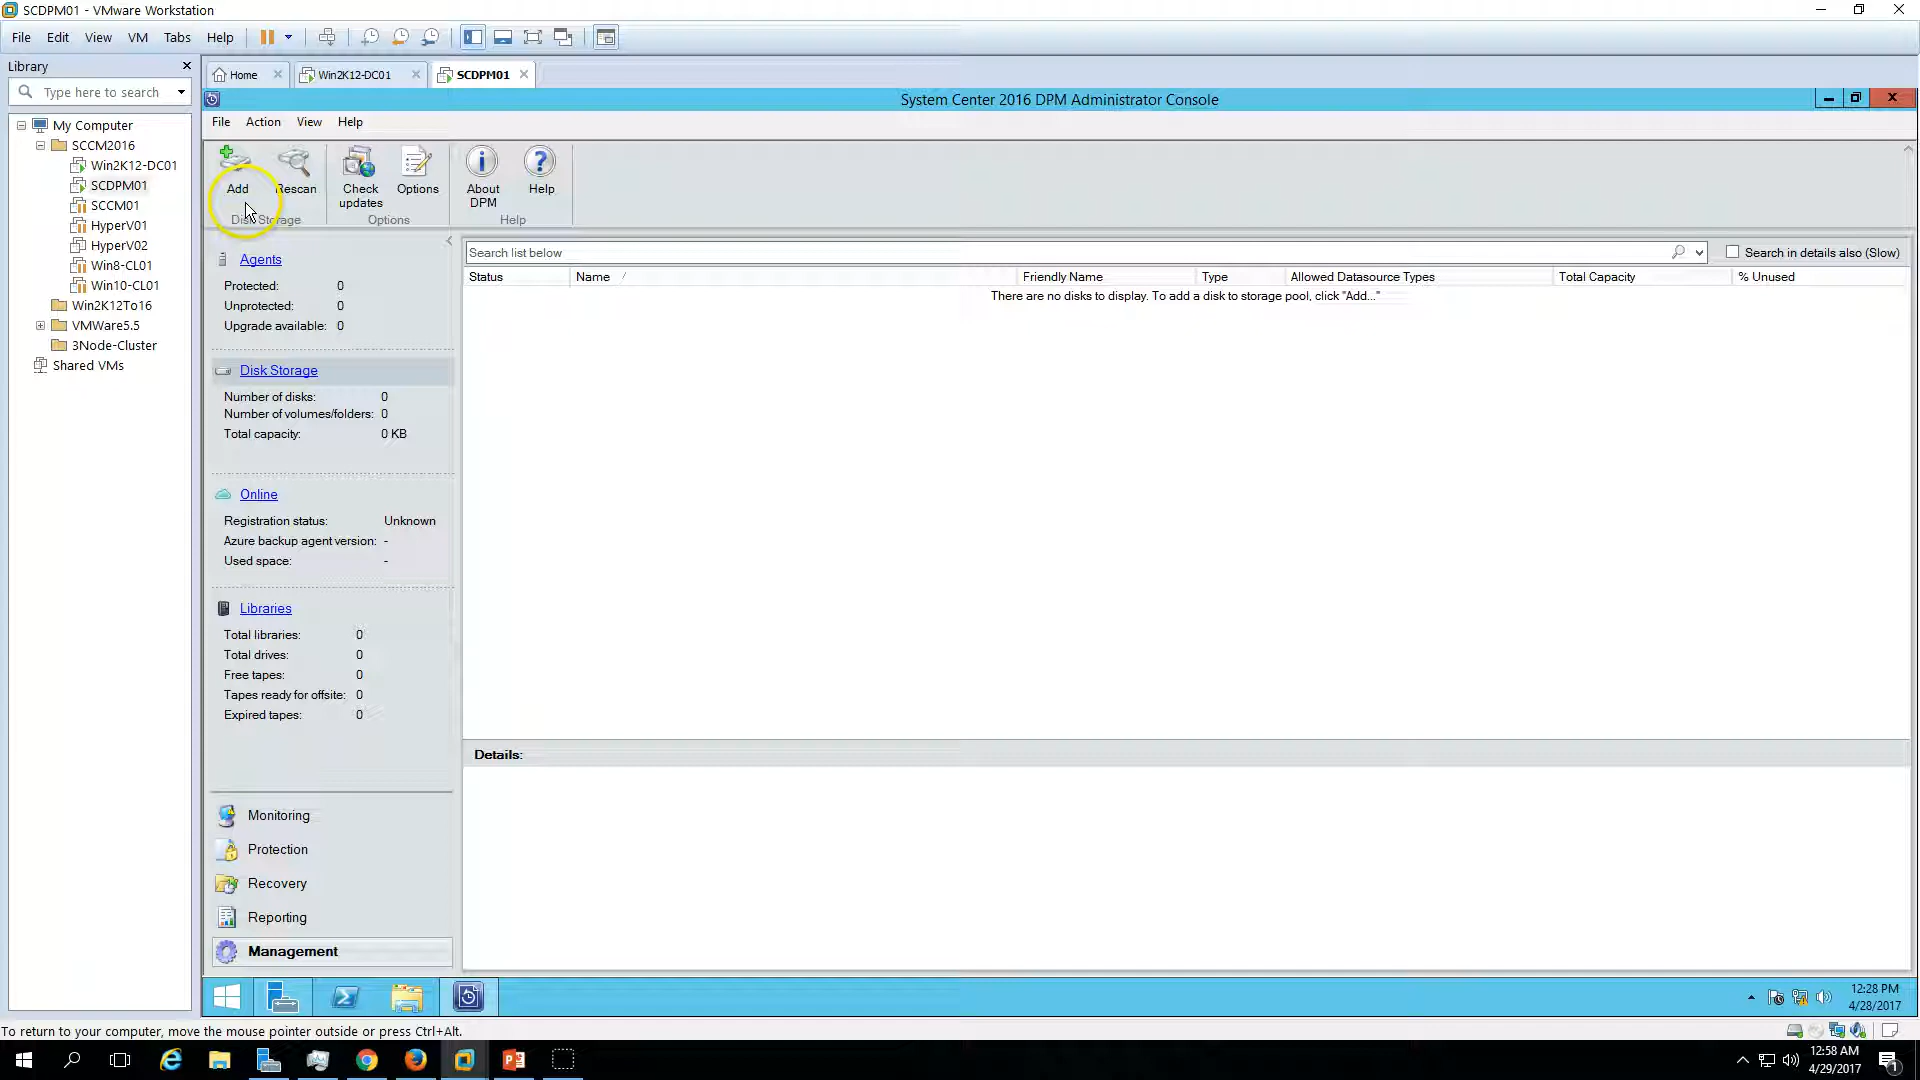 SCDPM01 - VMware Workstation
File Edit View VM Tabs Help
Library
Type here to search
My Computer
SCCM2016
Win2K12-DC01
SCDPM01
SCCM01
HyperV01
HyperV02
Win8-CL01
Win10-CL01
Win2K12To16
VMWare5.5
3Node-Cluster
Shared VMs
Home Win2K12-DC01 SCDPM01
System Center 2016 DPM Administrator Console
File Action View Help
Add Rescan Check updates Options About DPM Help
Disk Storage Options Help
Agents
Protected: 0
Unprotected: 0
Upgrade available: 0
Disk Storage
Number of disks: 0
Number of volumes/folders: 0
Total capacity: 0 KB
Online
Registration status: Unknown
Azure backup agent version: -
Used space: -
Libraries
Total libraries: 0
Total drives: 0
Free tapes: 0
Tapes ready for offsite: 0
Expired tapes: 0
Monitoring
Protection
Recovery
Reporting
Management
Search list below Search in details also (Slow)
Status Name Friendly Name Type Allowed Datasource Types Total Capacity % Unused
There are no disks to display. To add a disk to storage pool, click "Add..."
Details:
12:28 PM
4/28/2017
To return to your computer, move the mouse pointer outside or press Ctrl+Alt.
12:58 AM
4/29/2017
1